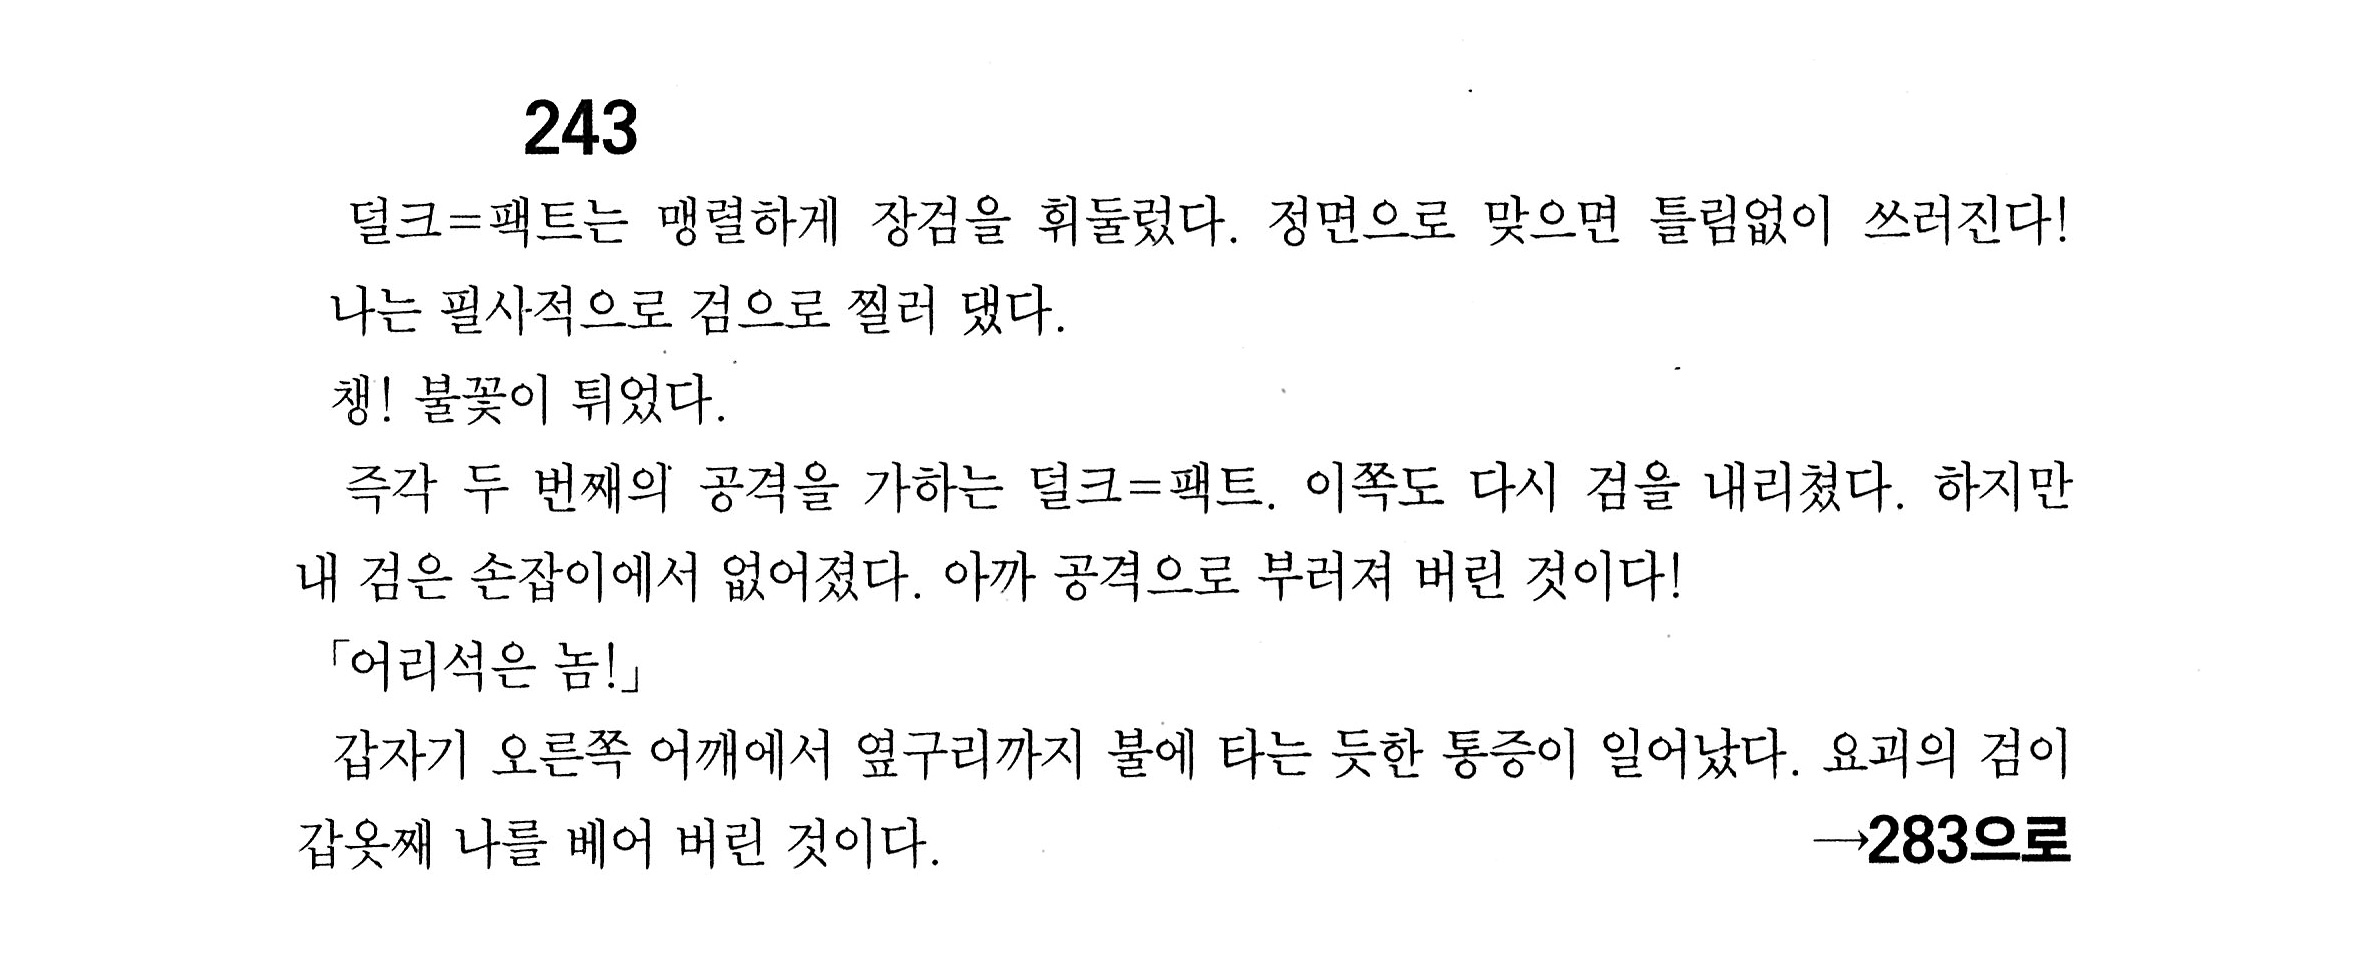 243
덜크=팩트는 맹렬하게 장검을 휘둘렀다. 정면으로 맞으면 틀림없이 쓰러진다!
나는 필사적으로 검으로 찔러 댔다.
챙! 불꽃이 튀었다.
즉각 두 번째의 공격을 가하는 덜크=팩트. 이쪽도 다시 검을 내리쳤다. 하지만
내 검은 손잡이에서 없어졌다. 아까 공격으로 부러져 버린 것이다!
「어리석은 놈!」
갑자기 오른쪽 어깨에서 옆구리까지 불에 타는 듯한 통증이 일어났다. 요괴의 검이
갑옷째 나를 베어 버린 것이다. →283으로